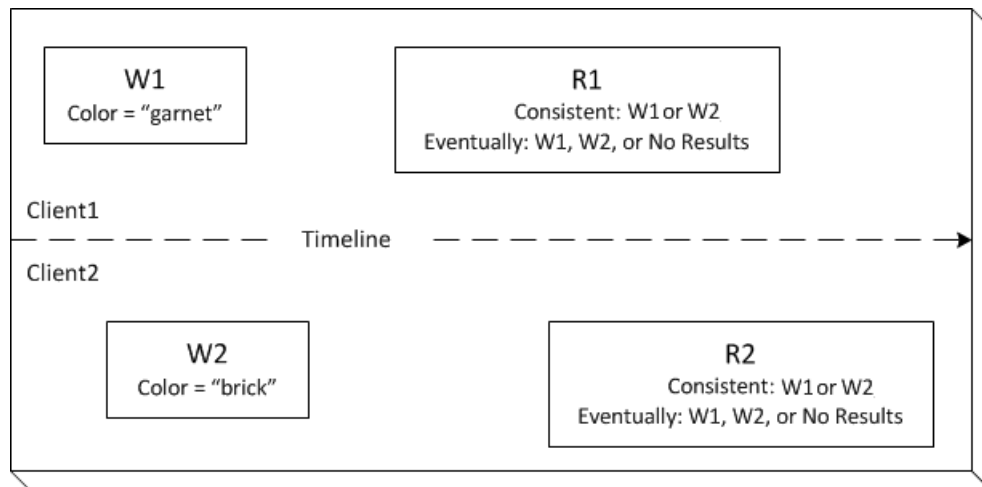 W1
Color = “garnet”
R1
Consistent: W1 or W2
Eventually: W1, W2, or No Results
Client1
Timeline
Client2
W2
Color = “brick”
R2
Consistent: W1 or W2
Eventually: W1, W2, or No Results